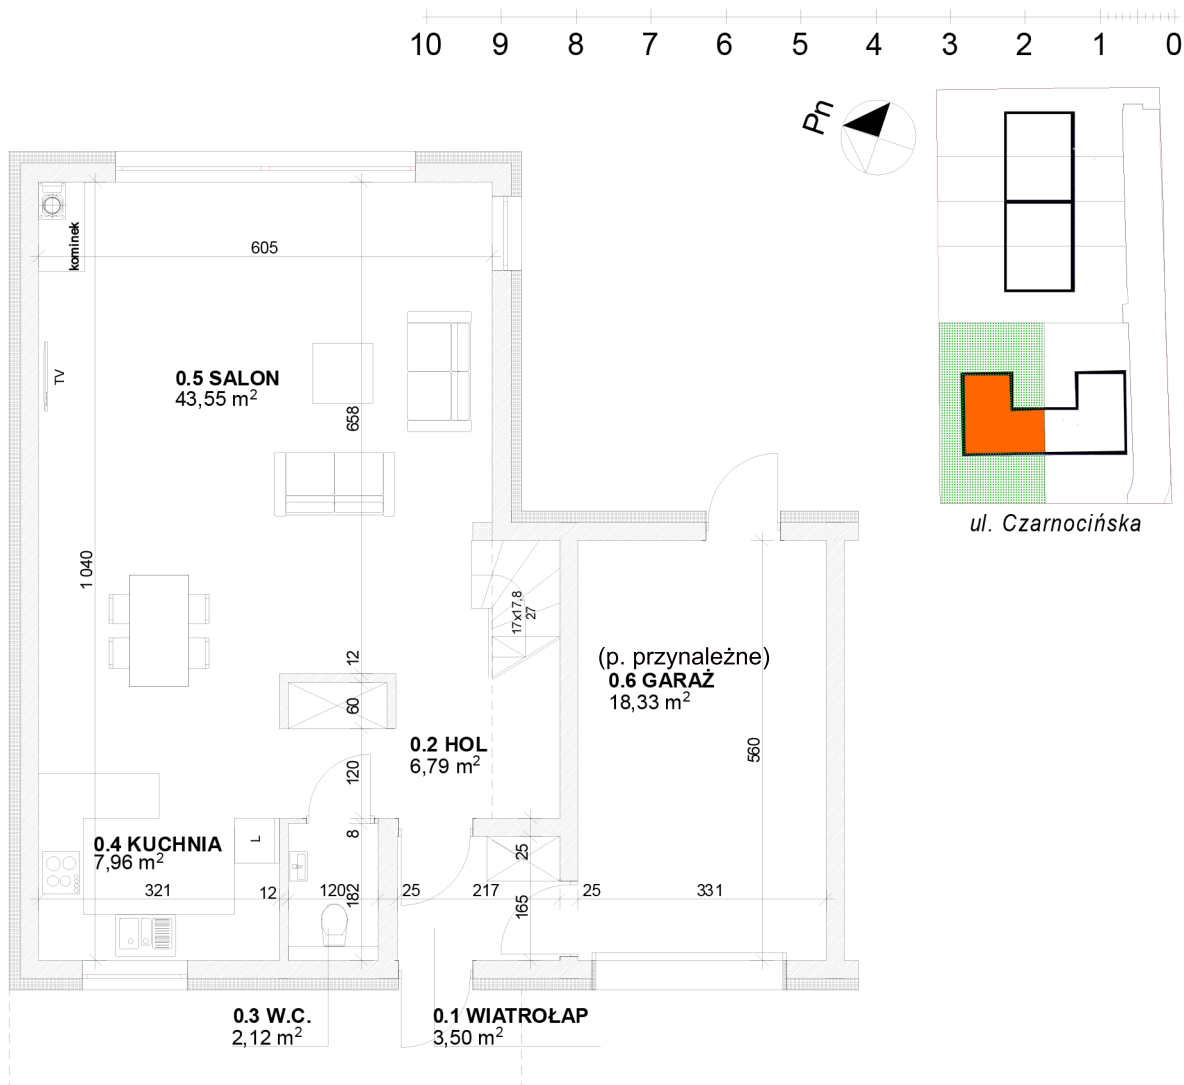 10 9 8 7 6 5 4 3 2 1 0
Pn
ul. Czarnocińska
kominek
605
TV
0.5 SALON
43,55 m²
658
1 040
17x17,8
27
12
60
(p. przynależne)
0.6 GARAŻ
18,33 m²
0.2 HOL
6,79 m²
120
560
8
0.4 KUCHNIA
7,96 m²
L
25
321
12
120
182
25
217
165
25
331
0.3 W.C.
2,12 m²
0.1 WIATROŁAP
3,50 m²